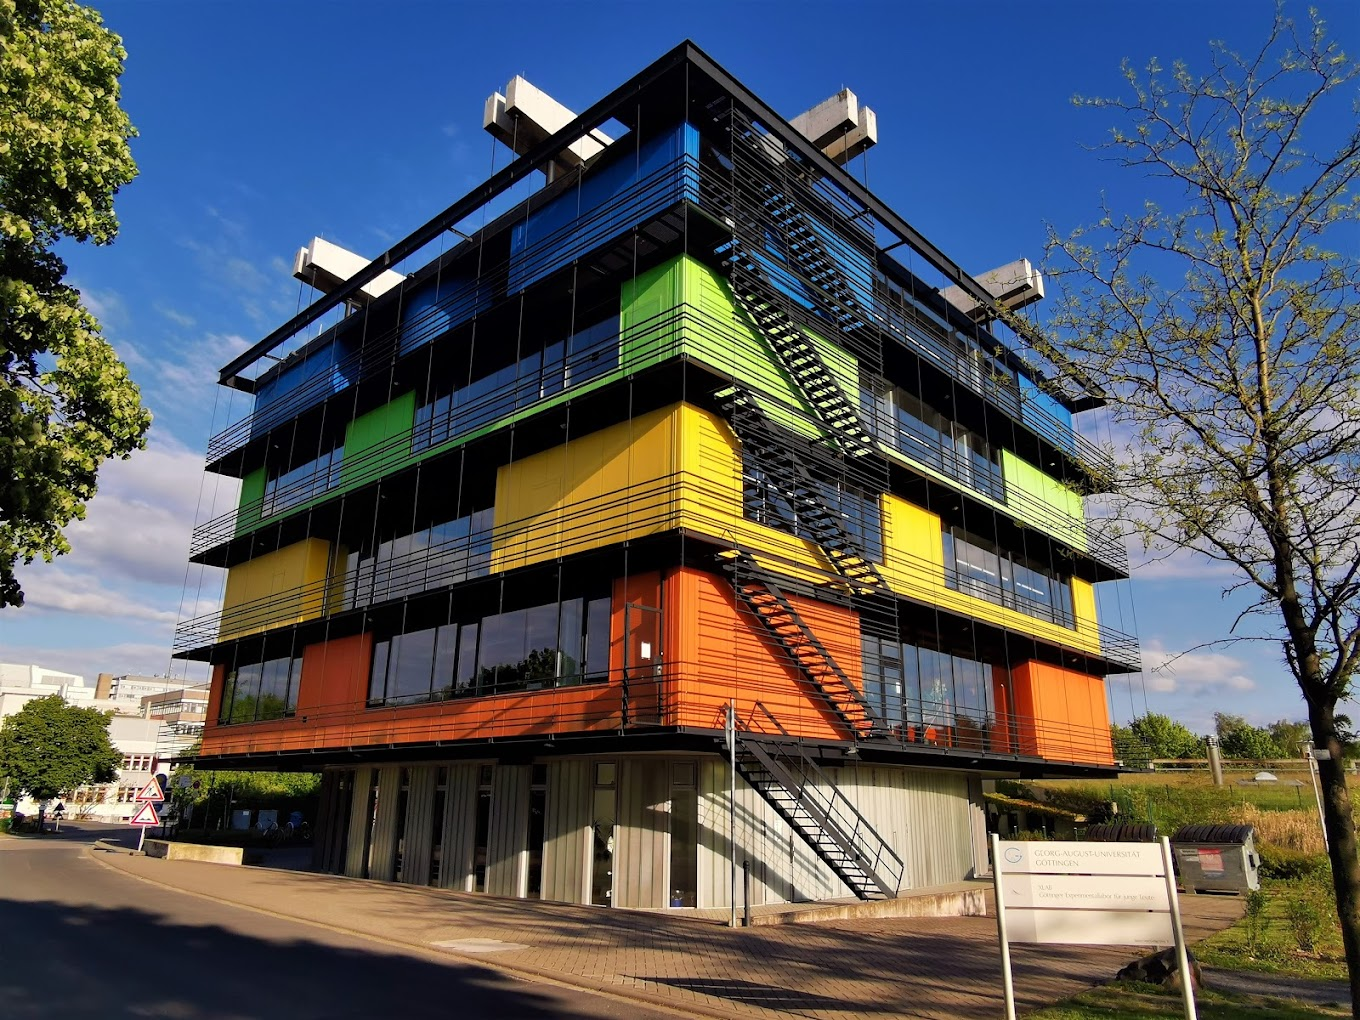 GEORG-AUGUST-UNIVERSITÄT
GÖTTINGEN
XLAB
Göttinger Experimentallabor für junge Leute